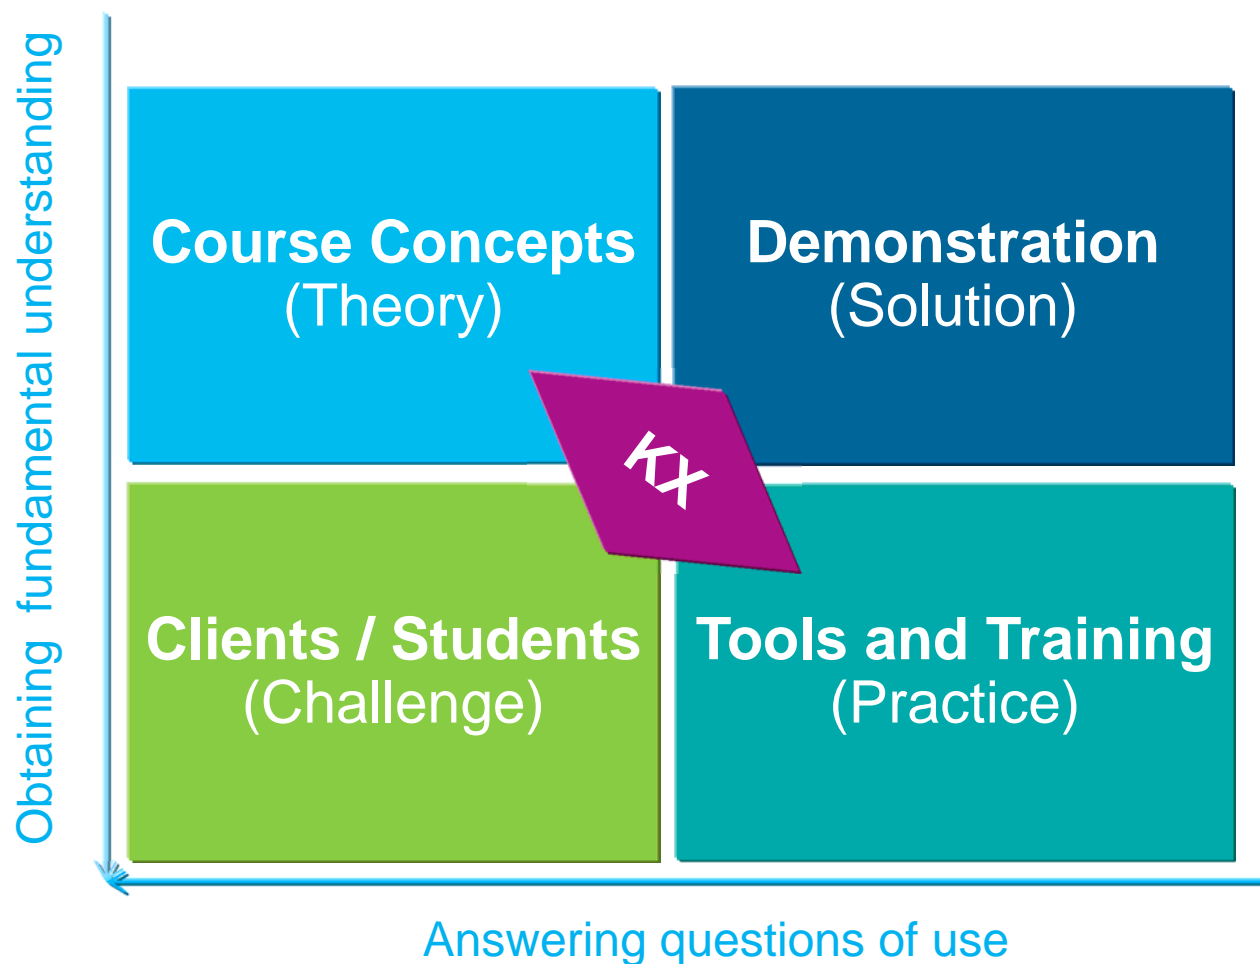 Obtaining fundamental understanding
Course Concepts
(Theory)
Demonstration
(Solution)
KX
Clients / Students
(Challenge)
Tools and Training
(Practice)
Answering questions of use